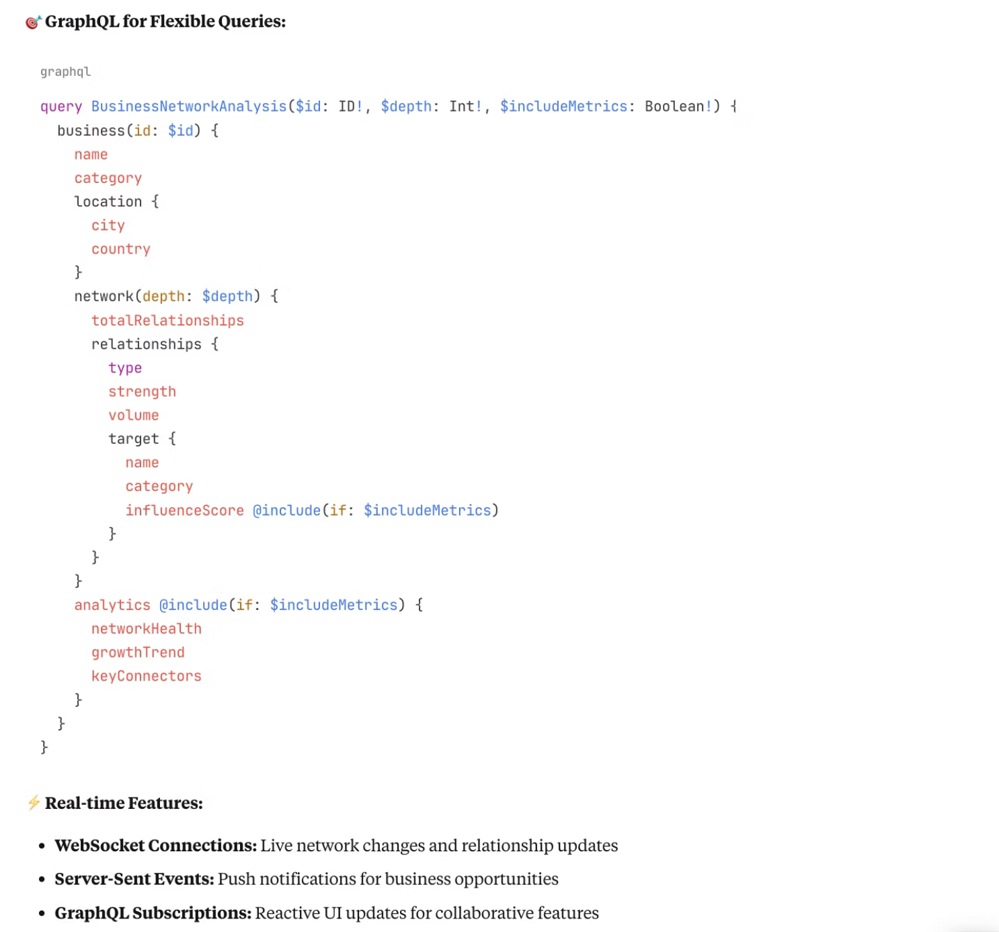 🎯 GraphQL for Flexible Queries:
graphql
query BusinessNetworkAnalysis($id: ID!, $depth: Int!, $includeMetrics: Boolean!) {
  business(id: $id) {
    name
    category
    location {
      city
      country
    }
    network(depth: $depth) {
      totalRelationships
      relationships {
        type
        strength
        volume
        target {
          name
          category
          influenceScore @include(if: $includeMetrics)
        }
      }
    }
    analytics @include(if: $includeMetrics) {
      networkHealth
      growthTrend
      keyConnectors
    }
  }
}
⚡ Real-time Features:
• WebSocket Connections: Live network changes and relationship updates
• Server-Sent Events: Push notifications for business opportunities
• GraphQL Subscriptions: Reactive UI updates for collaborative features